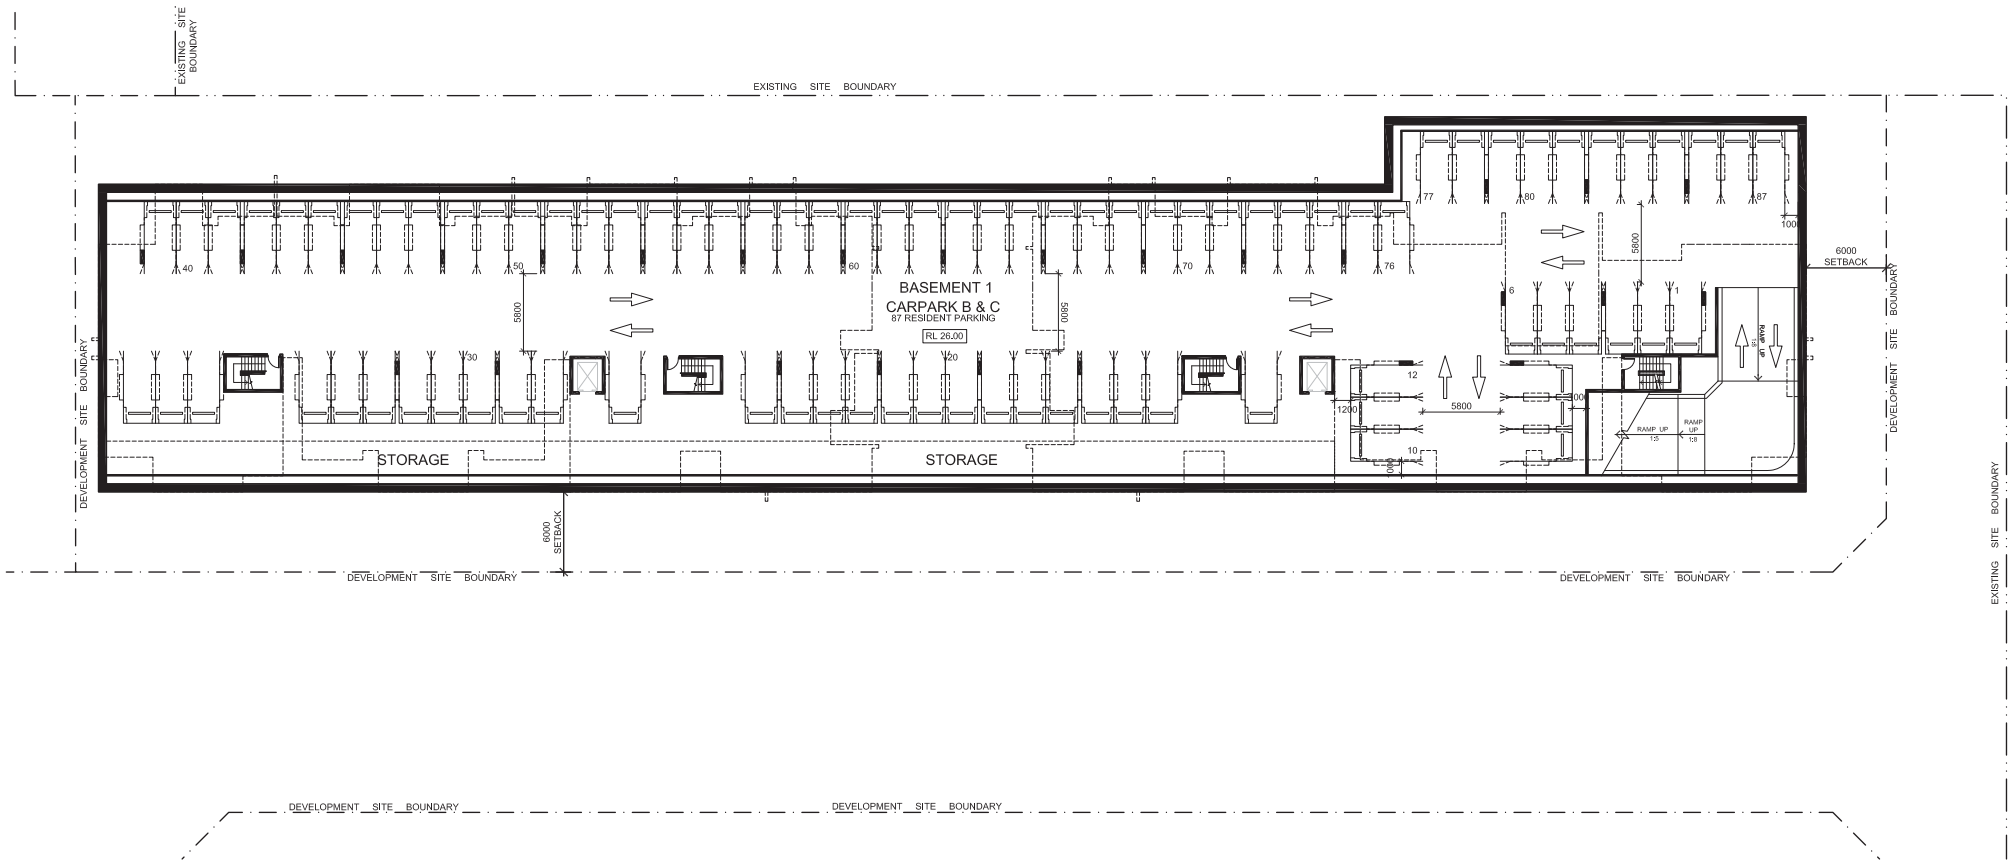 EXISTING SITE
BOUNDARY
EXISTING SITE BOUNDARY
77
80
87
1000
5800
6000
SETBACK
40
50
60
70
76
6
1
BASEMENT 1
CARPARK B & C
87 RESIDENT PARKING
RL 26.00
5800
5800
RAMP UP
1:8
30
20
12
10
1200
5800
1000
RAMP UP
1:5
RAMP
UP
1:8
STORAGE
STORAGE
DEVELOPMENT SITE BOUNDARY
DEVELOPMENT SITE BOUNDARY
EXISTING SITE BOUNDARY
6000
SETBACK
DEVELOPMENT SITE BOUNDARY
DEVELOPMENT SITE BOUNDARY
DEVELOPMENT SITE BOUNDARY
DEVELOPMENT SITE BOUNDARY